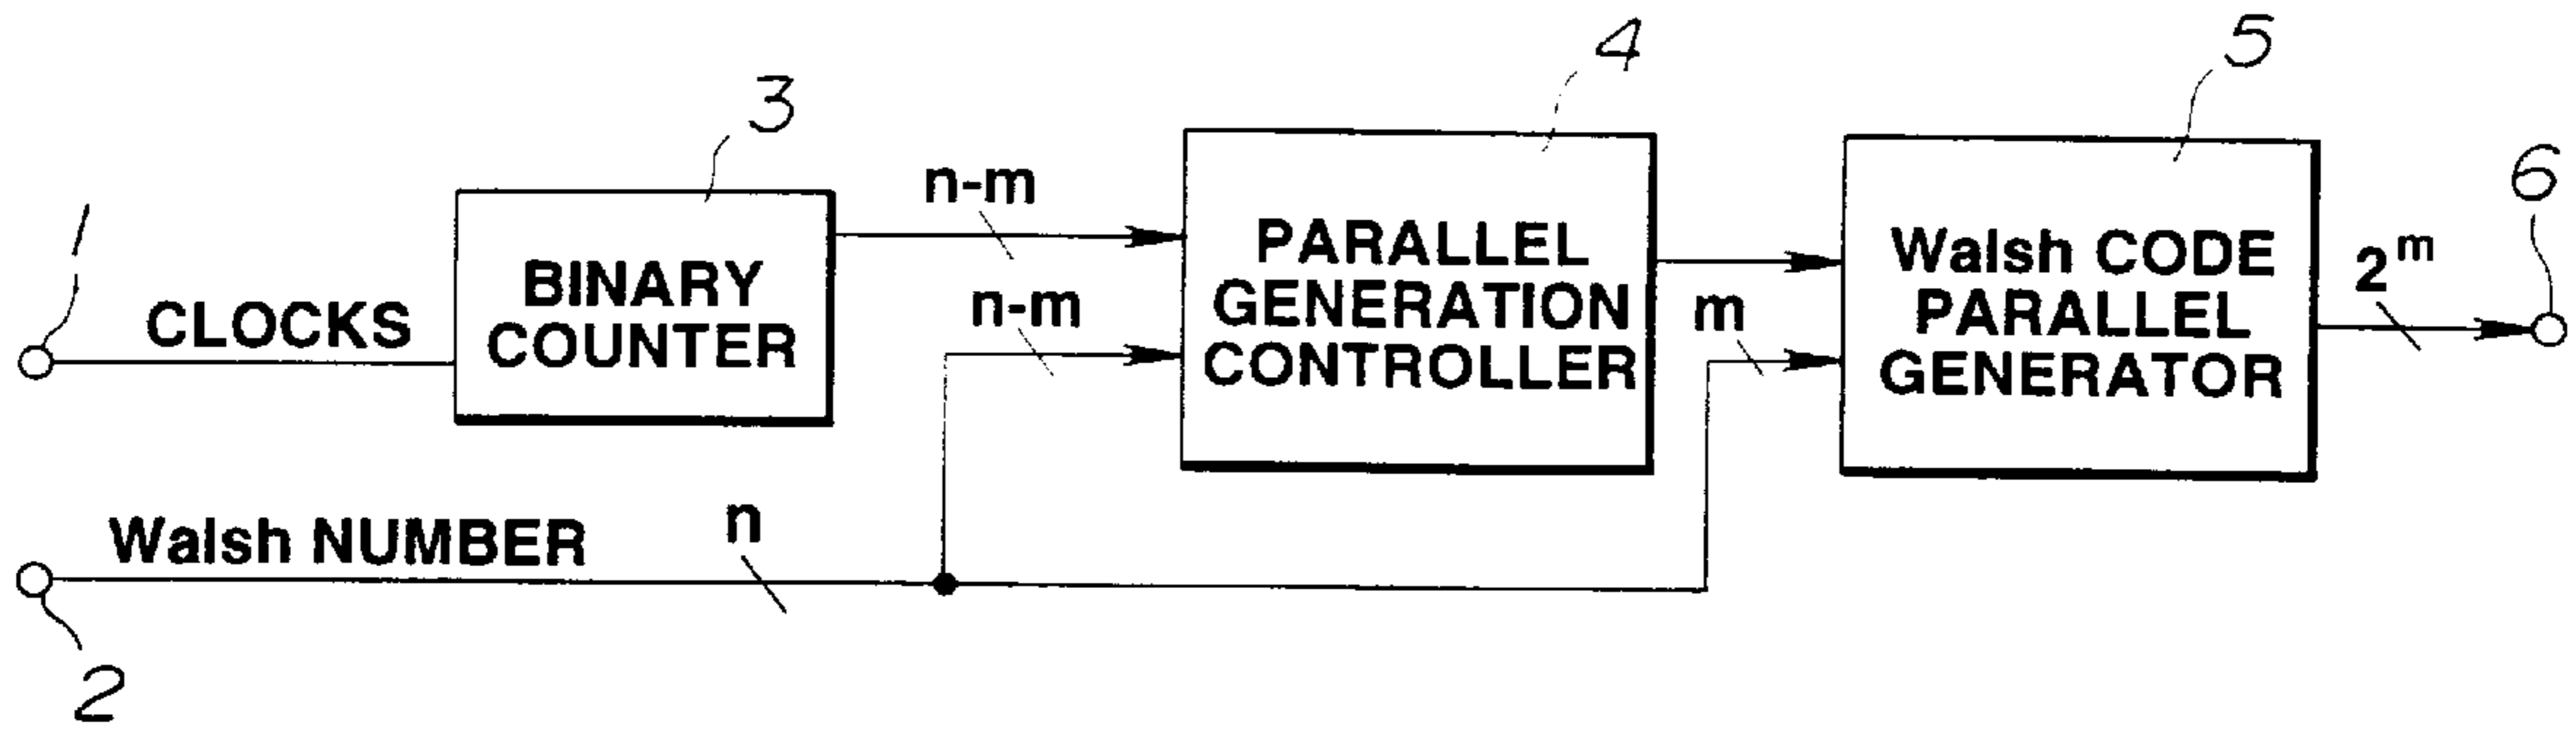 1
CLOCKS
3
BINARY
COUNTER
n-m
n-m
4
PARALLEL
GENERATION
CONTROLLER
m
5
Walsh CODE
PARALLEL
GENERATOR
2^m
6
Walsh NUMBER
n
2